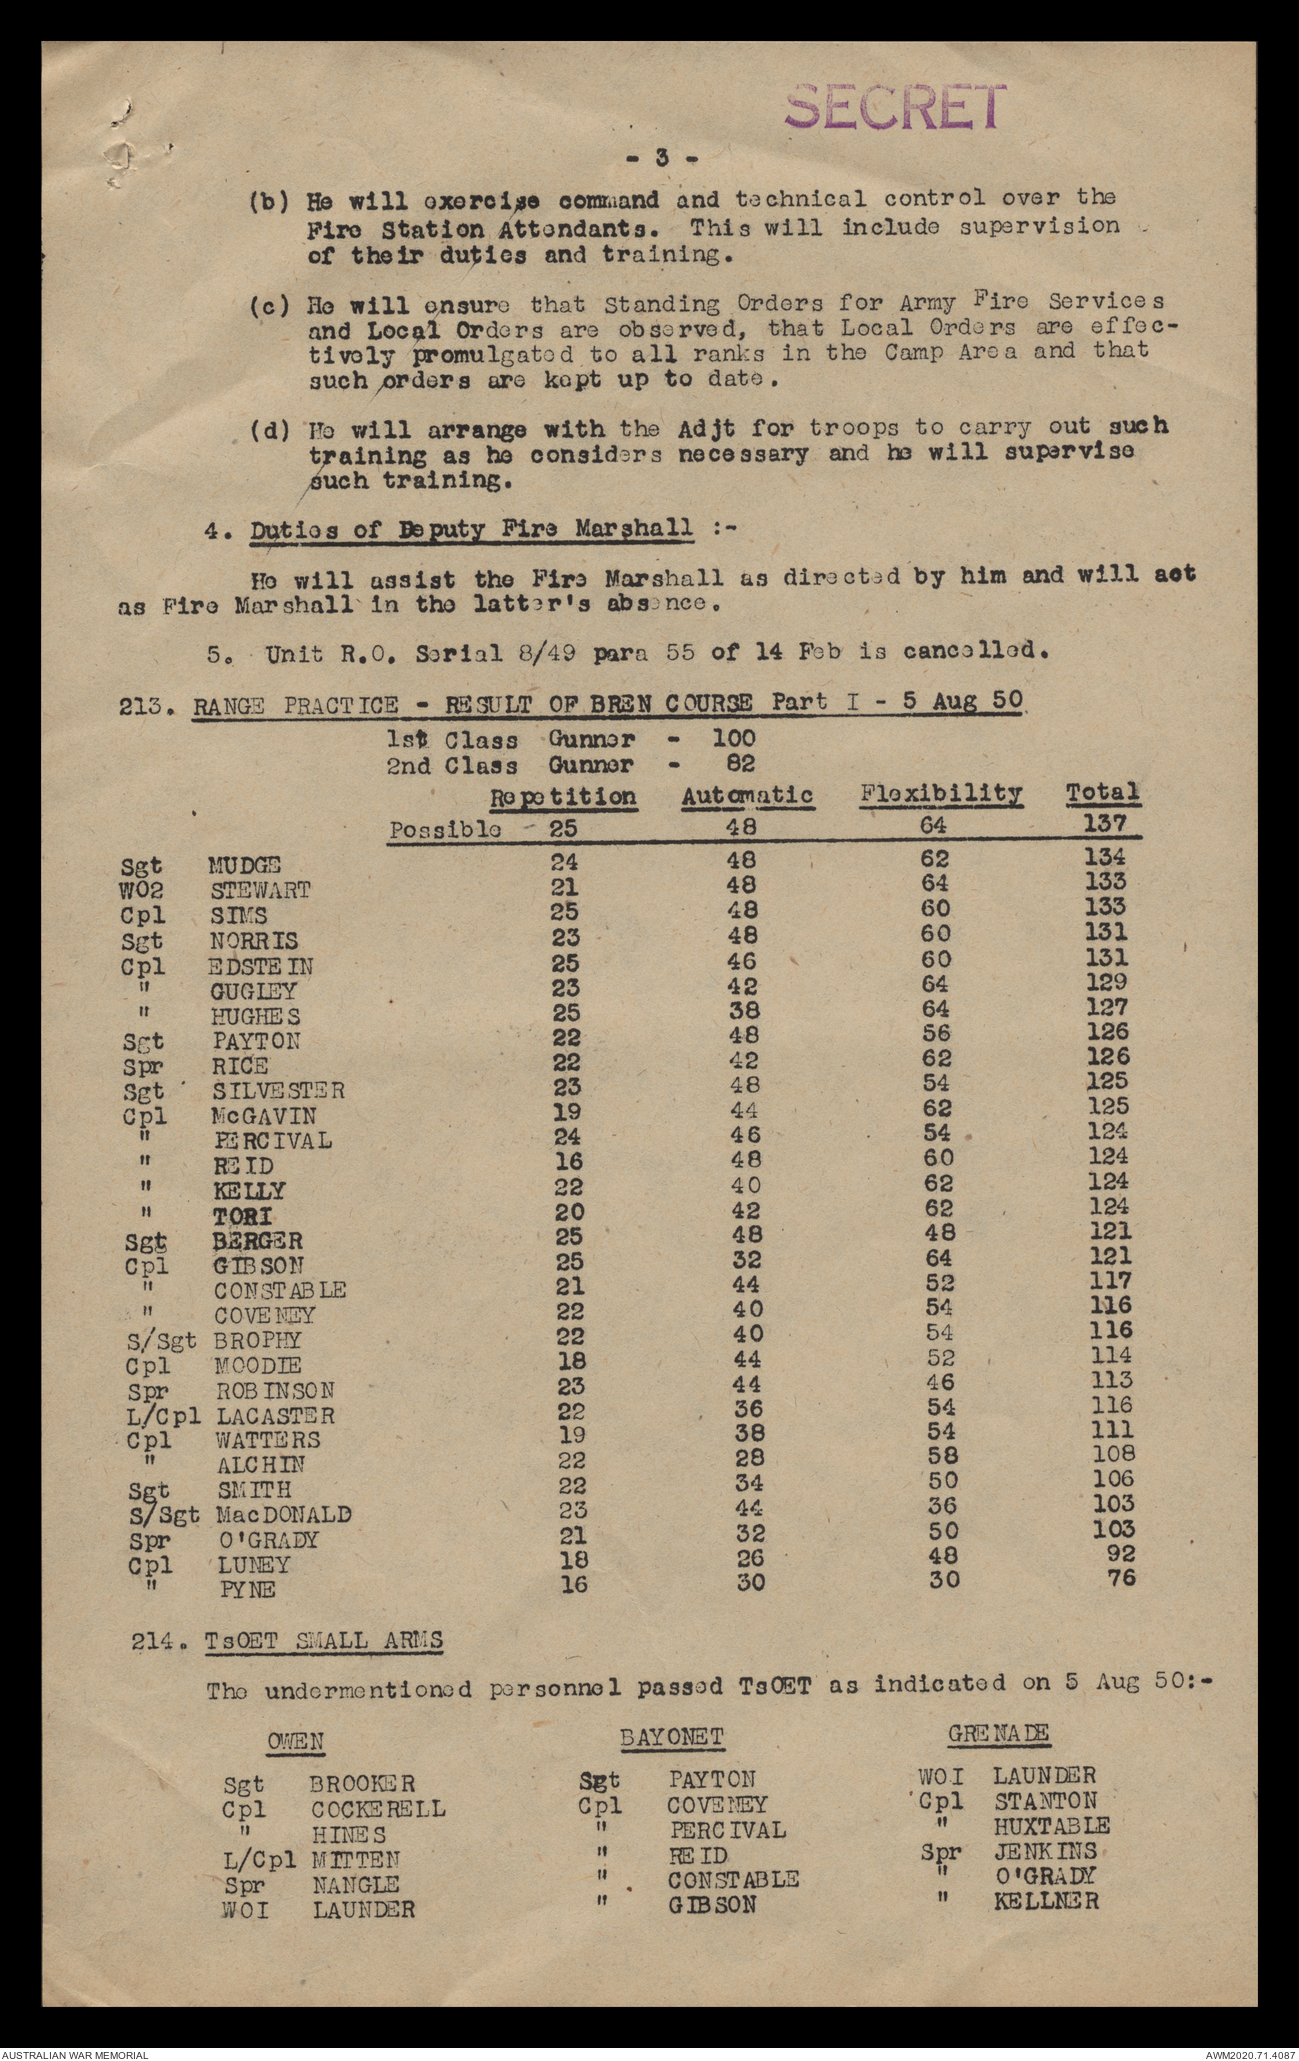 SECRET
- 3 -
(b) He will exercise command and technical control over the
Fire Station Attendants. This will include supervision
of their duties and training.
(c) He will ensure that Standing Orders for Army Fire Services
and Local Orders are observed, that Local Orders are effec-
tively promulgated to all ranks in the Camp Area and that
such orders are kept up to date.
(d) He will arrange with the Adjt for troops to carry out such
training as he considers necessary and he will supervise
such training.
4. Duties of Deputy Fire Marshall :-
He will assist the Fire Marshall as directed by him and will act
as Fire Marshall in the latter's absence.
5. Unit R.O. Serial 8/49 para 55 of 14 Feb is cancelled.
213. RANGE PRACTICE - RESULT OF BREN COURSE Part I - 5 Aug 50
1st Class Gunner - 100
2nd Class Gunner - 82
Repetition Automatic Flexibility Total
Possible - 25 48 64 137
Sgt MUDGE 24 48 62 134
WO2 STEWART 21 48 64 133
Cpl SIMS 25 48 60 133
Sgt NORRIS 23 48 60 131
Cpl EDSTEIN 25 46 60 131
" GUGLEY 23 42 64 129
" HUGHES 25 38 64 127
Sgt PAYTON 22 48 56 126
Spr RICE 22 42 62 126
Sgt SILVESTER 23 48 54 125
Cpl McGAVIN 19 44 62 125
" PERCIVAL 24 46 54 124
" REID 16 48 60 124
" KELLY 22 40 62 124
" TORI 20 42 62 124
Sgt BERGER 25 48 48 121
Cpl GIBSON 25 32 64 121
" CONSTABLE 21 44 52 117
" COVENEY 22 40 54 116
S/Sgt BROPHY 22 40 54 116
Cpl MOODIE 18 44 52 114
Spr ROBINSON 23 44 46 113
L/Cpl LACASTER 22 36 54 116
Cpl WATTERS 19 38 54 111
" ALCHIN 22 28 58 108
Sgt SMITH 22 34 50 106
S/Sgt MacDONALD 23 44 36 103
Spr O'GRADY 21 32 50 103
Cpl LUNEY 18 26 48 92
" PYNE 16 30 30 76
214. TsOET SMALL ARMS
The undermentioned personnel passed TsOET as indicated on 5 Aug 50:-
OWEN BAYONET GRENADE
Sgt BROOKER Sgt PAYTON WOI LAUNDER
Cpl COCKERELL Cpl COVENEY Cpl STANTON
" HINES " PERCIVAL " HUXTABLE
L/Cpl MITTEN " REID Spr JENKINS
Spr NANGLE " CONSTABLE " O'GRADY
WOI LAUNDER " GIBSON " KELLNER
AUSTRALIAN WAR MEMORIAL AWM2020.71.4087